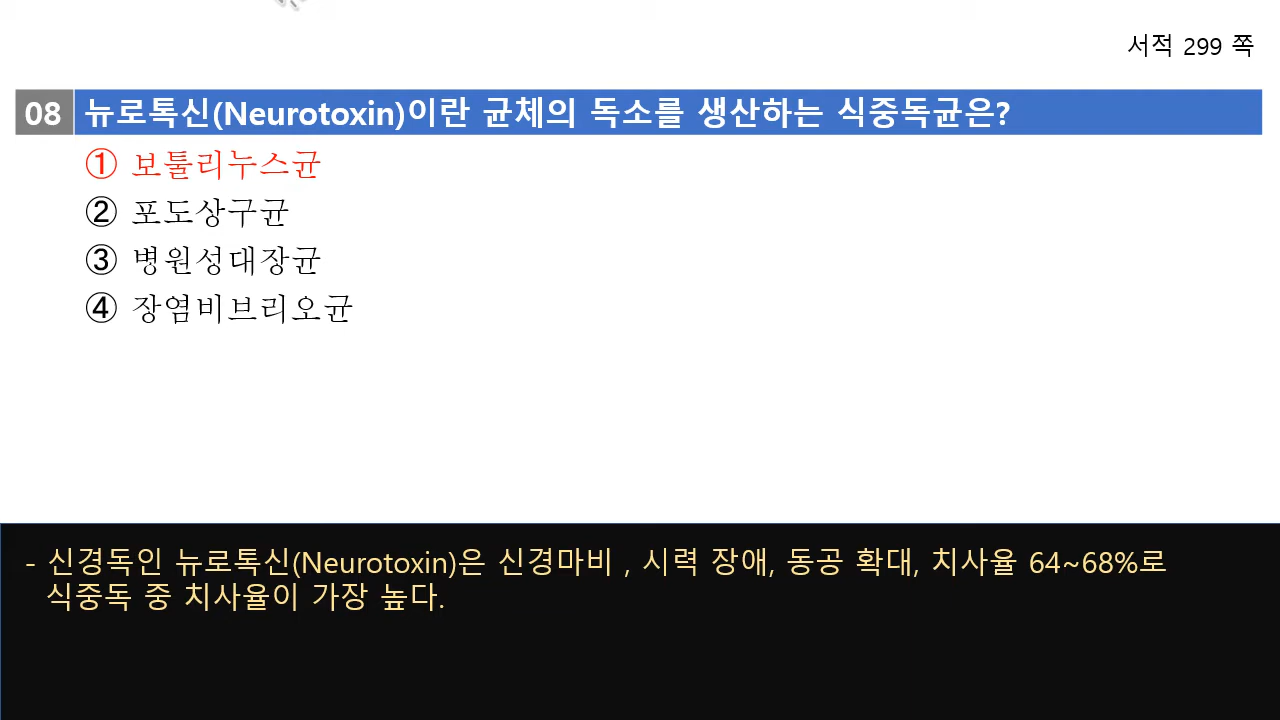 서적 299 쪽
08 뉴로톡신(Neurotoxin)이란 균체의 독소를 생산하는 식중독균은?
① 보툴리누스균
② 포도상구균
③ 병원성대장균
④ 장염비브리오균
- 신경독인 뉴로톡신(Neurotoxin)은 신경마비 , 시력 장애, 동공 확대, 치사율 64~68%로
식중독 중 치사율이 가장 높다.